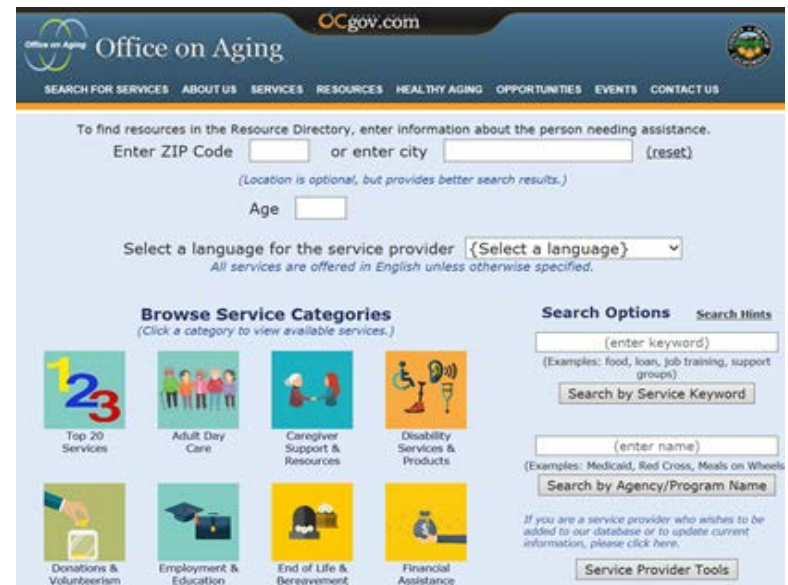 OCgov.com
Office on Aging Office on Aging
SEARCH FOR SERVICES ABOUT US SERVICES RESOURCES HEALTHY AGING OPPORTUNITIES EVENTS CONTACT US
To find resources in the Resource Directory, enter information about the person needing assistance.
Enter ZIP Code or enter city (reset)
(Location is optional, but provides better search results.)
Age
Select a language for the service provider {Select a language}
All services are offered in English unless otherwise specified.
Browse Service Categories
(Click a category to view available services.)
123
Top 20
Services
Adult Day
Care
Caregiver
Support &
Resources
Disability
Services &
Products
Donations &
Volunteerism
Employment &
Education
End of Life &
Bereavement
Financial
Assistance
Search Options Search Hints
(enter keyword)
(Examples: food, loan, job training, support
groups)
Search by Service Keyword
(enter name)
(Examples: Medicaid, Red Cross, Meals on Wheels
Search by Agency/Program Name
If you are a service provider who wishes to be
added to our database or to update current
information, please click here.
Service Provider Tools